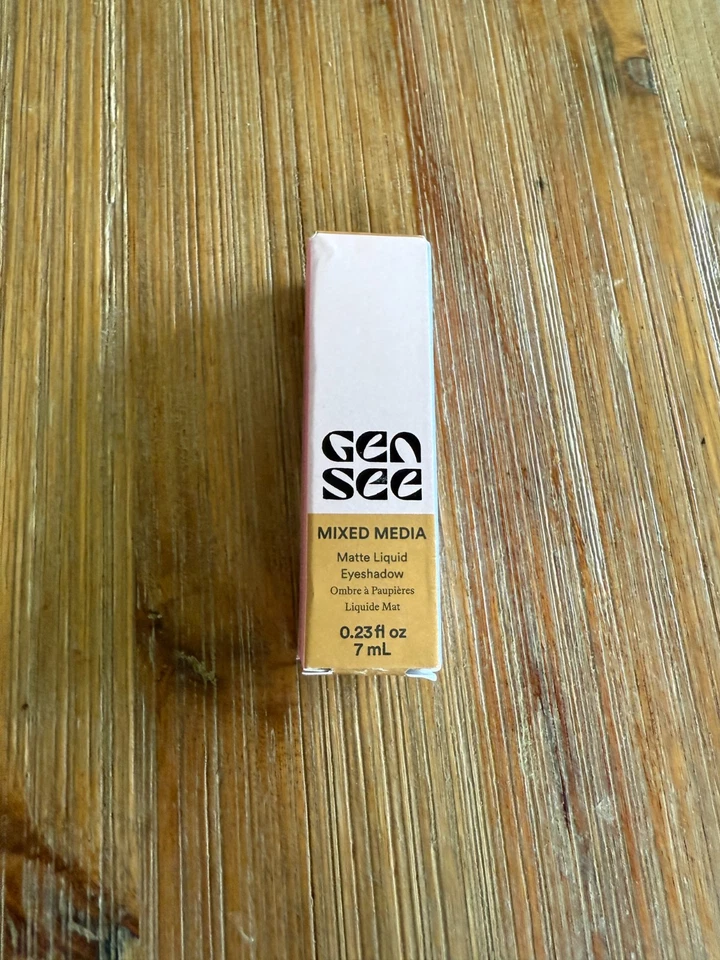 GEN
SEE
MIXED MEDIA
Matte Liquid
Eyeshadow
Ombre à Paupières
Liquide Mat
0.23 fl oz
7 mL